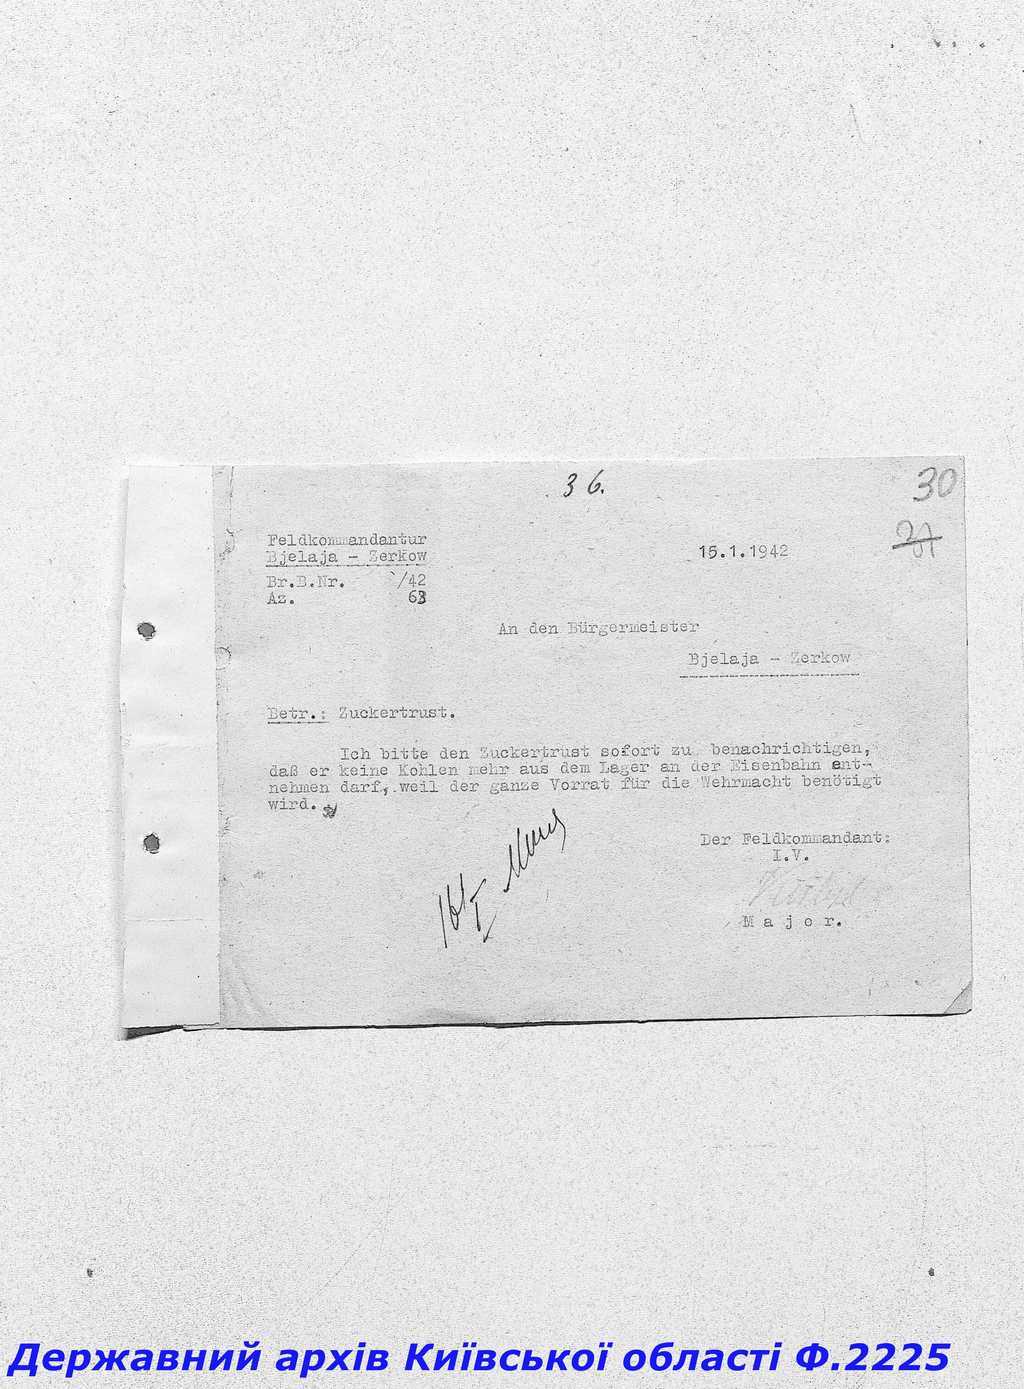 36.
30
Feldkommandantur
Bjelaja - Zerkow
15.1.1942
Br.B.Nr. /42
Az. 63
An den Bürgermeister
Bjelaja - Zerkow
Betr.: Zuckertrust.
Ich bitte den Zuckertrust sofort zu benachrichtigen,
daß er keine Kohlen mehr aus dem Lager an der Eisenbahn ent-
nehmen darf, weil der ganze Vorrat für die Wehrmacht benötigt
wird.
Der Feldkommandant:
I.V.
Major.
Державний архів Київської області Ф.2225